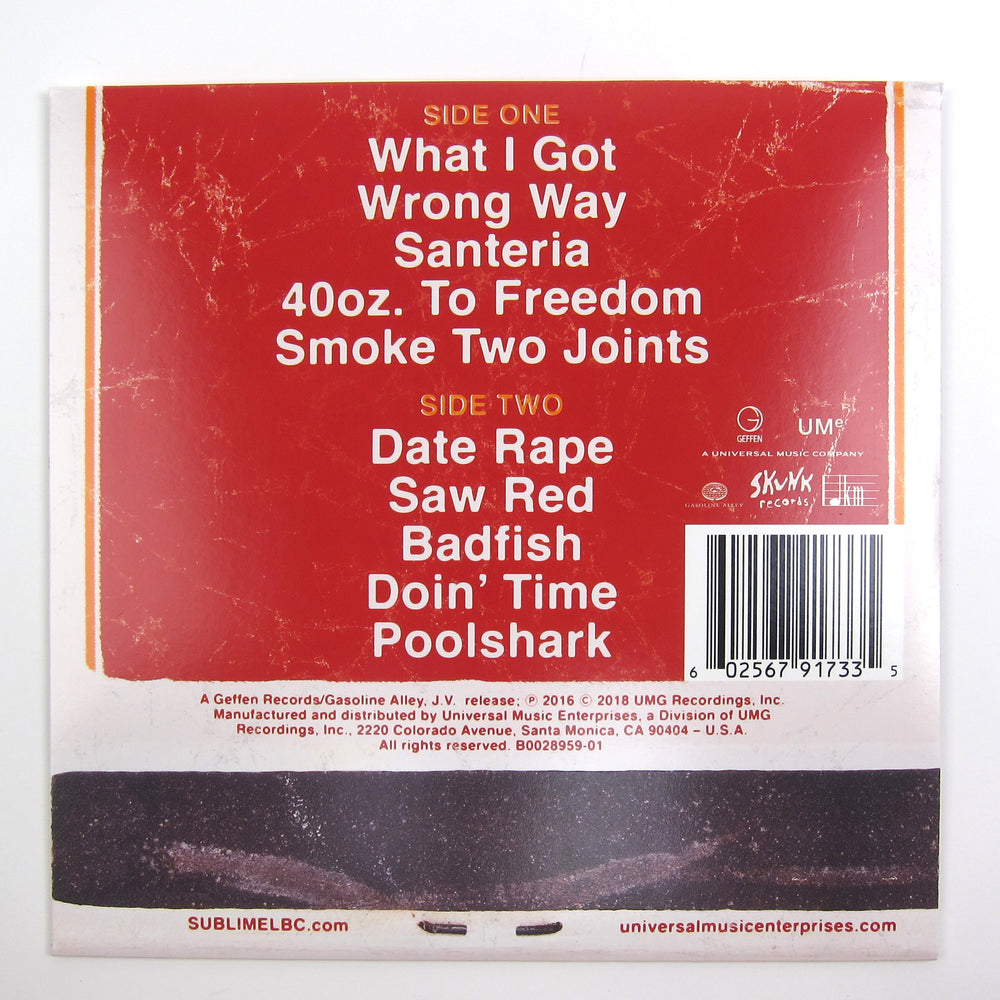 SIDE ONE
What I Got
Wrong Way
Santeria
40oz. To Freedom
Smoke Two Joints
SIDE TWO
Date Rape
Saw Red
Badfish
Doin' Time
Poolshark
GEFFEN
UMe
A UNIVERSAL MUSIC COMPANY
GASOLINE ALLEY
SKUNK
records
km
6 02567 91733 5
A Geffen Records/Gasoline Alley, J.V. release; ℗ 2016 © 2018 UMG Recordings, Inc.
Manufactured and distributed by Universal Music Enterprises, a Division of UMG
Recordings, Inc., 2220 Colorado Avenue, Santa Monica, CA 90404 – U.S.A.
All rights reserved. B0028959-01
SUBLIMELBC.com
universalmusicenterprises.com